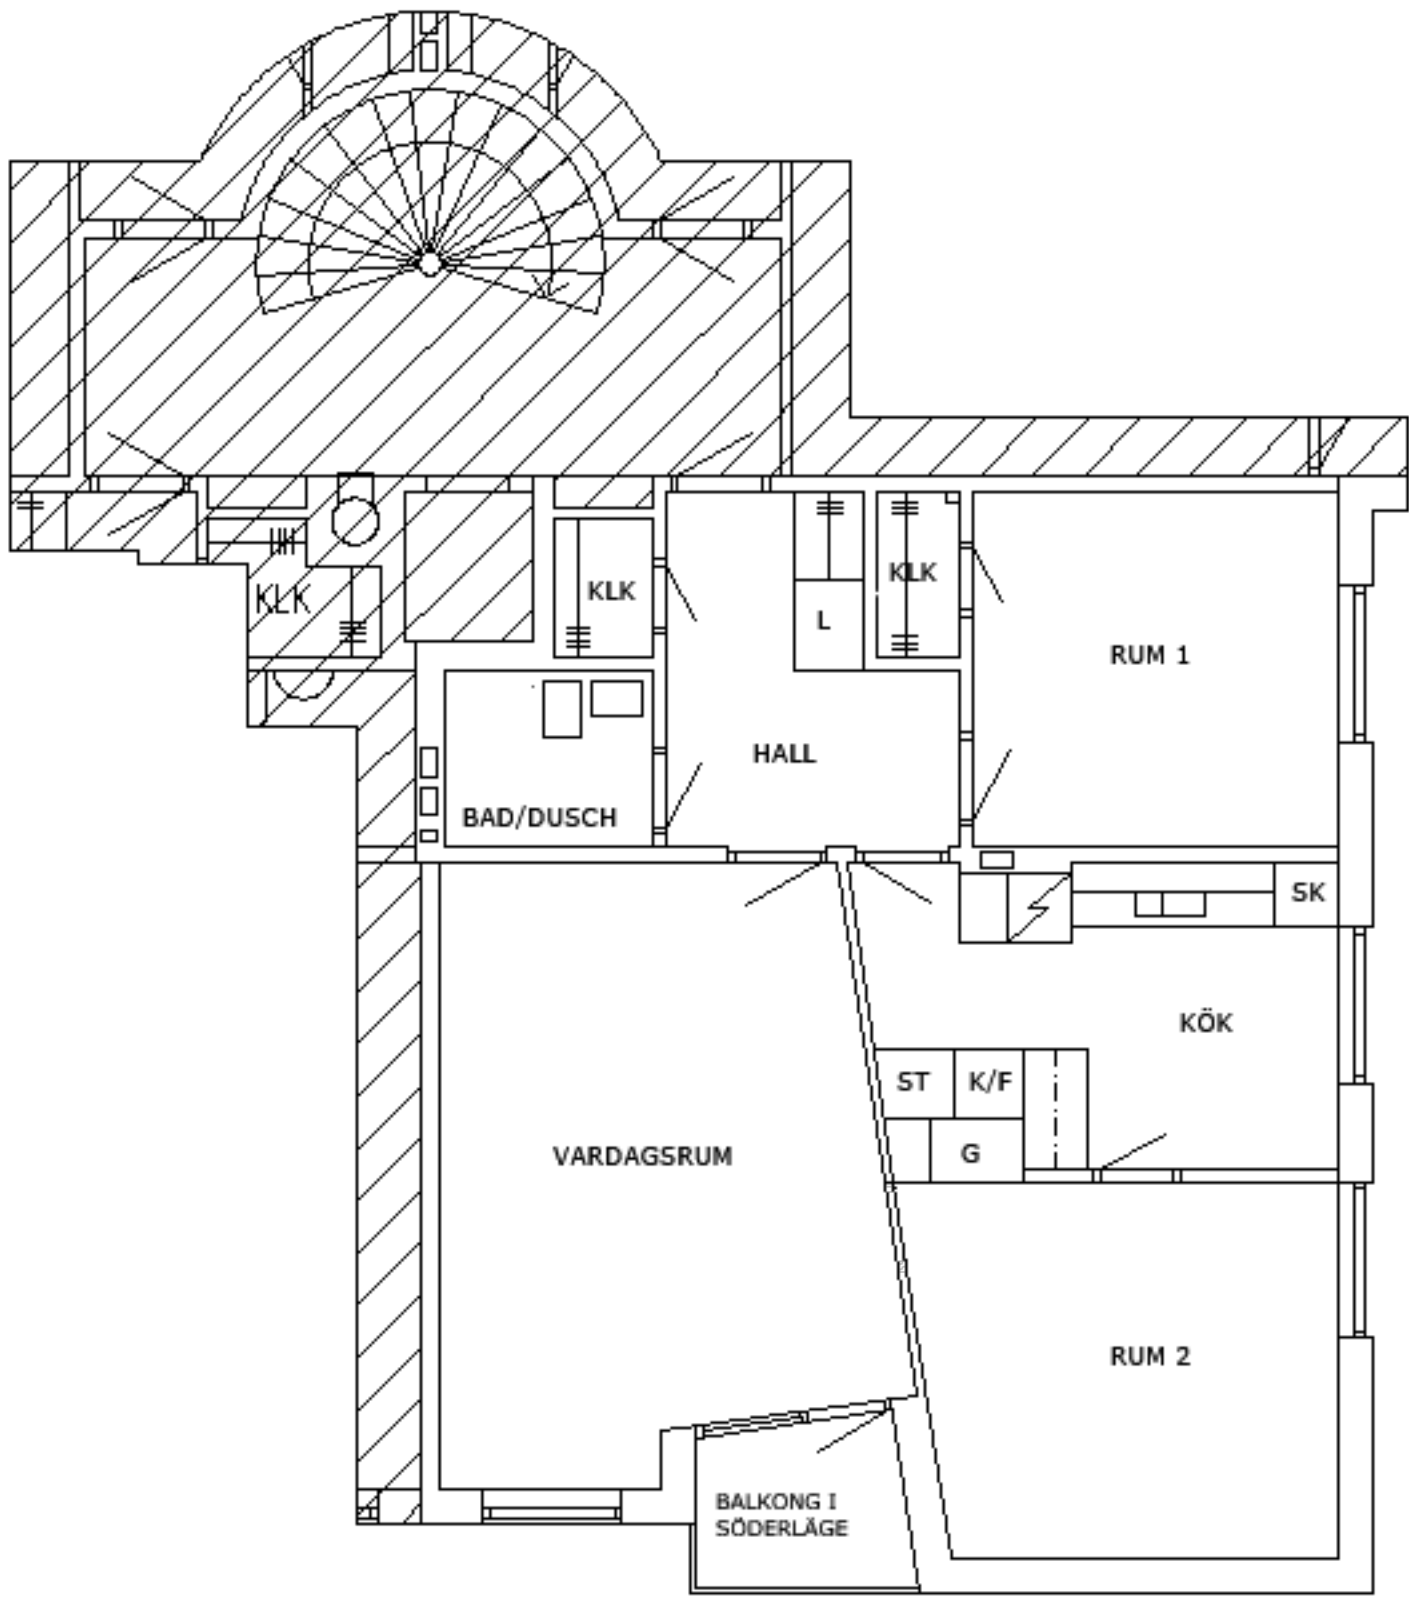 KLK
KLK
KLK
L
RUM 1
HALL
BAD/DUSCH
SK
KÖK
ST
K/F
G
VARDAGSRUM
RUM 2
BALKONG I
SÖDERLÄGE